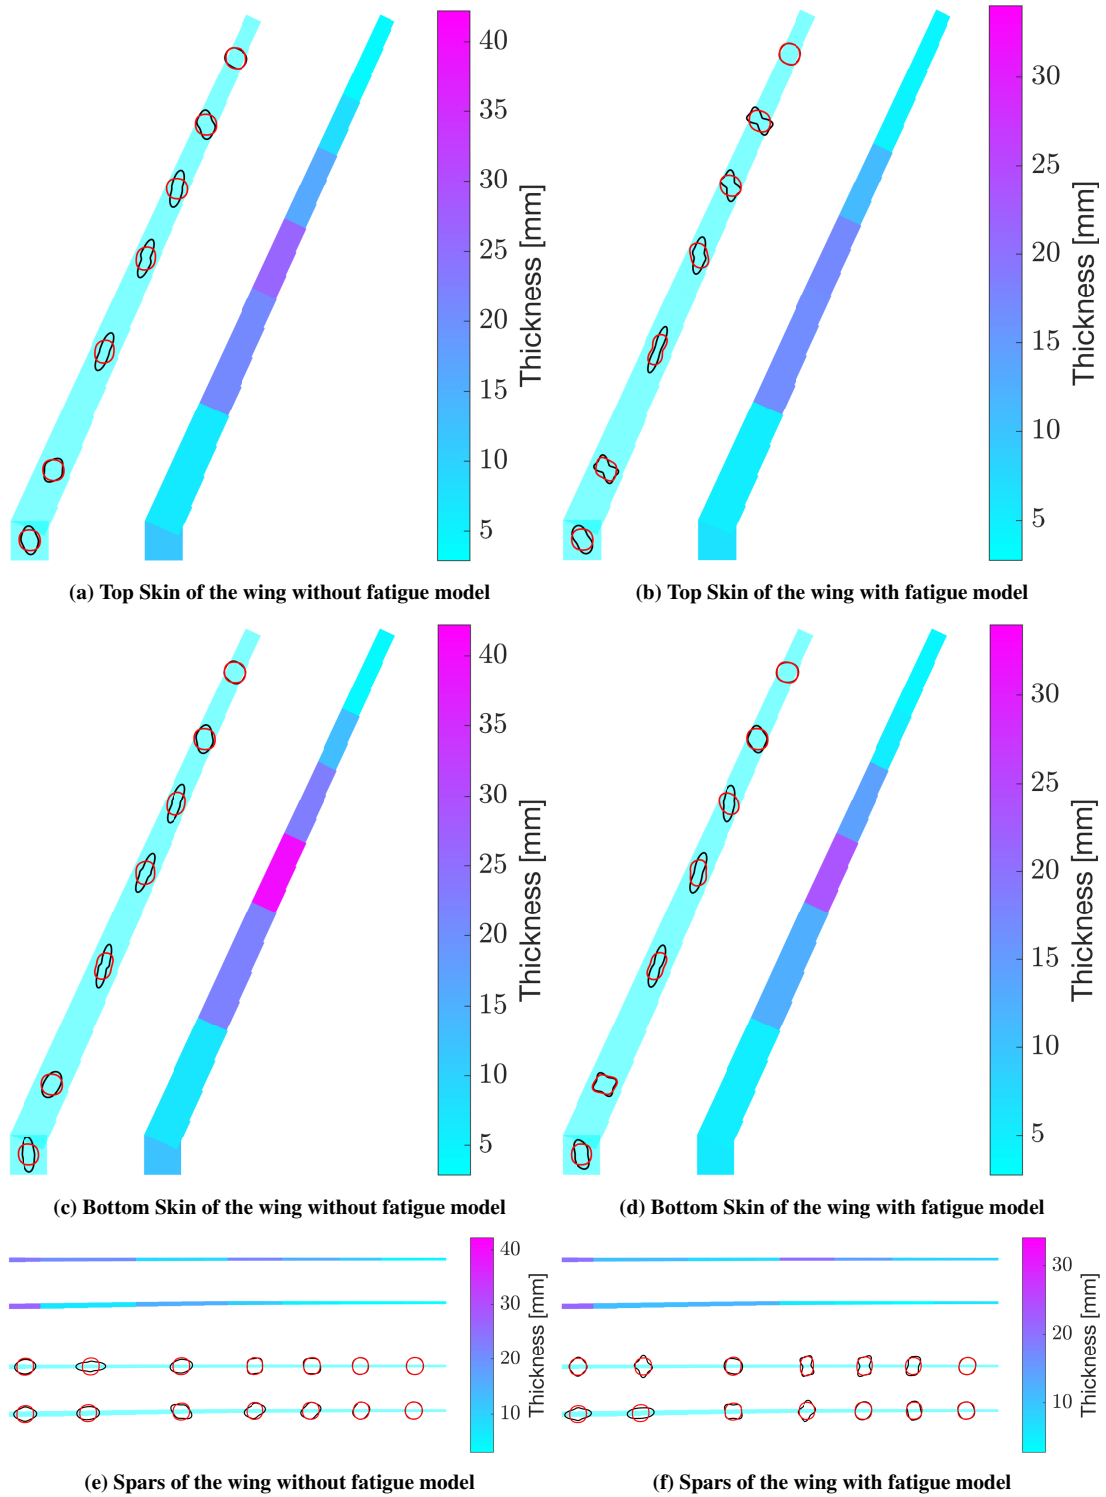 40
35
30
25
20
15
10
5
Thickness [mm]
30
25
20
15
10
5
Thickness [mm]
(a) Top Skin of the wing without fatigue model
(b) Top Skin of the wing with fatigue model
40
35
30
25
20
15
10
5
Thickness [mm]
30
25
20
15
10
5
Thickness [mm]
(c) Bottom Skin of the wing without fatigue model
(d) Bottom Skin of the wing with fatigue model
40
30
20
10
Thickness [mm]
30
20
10
Thickness [mm]
(e) Spars of the wing without fatigue model
(f) Spars of the wing with fatigue model